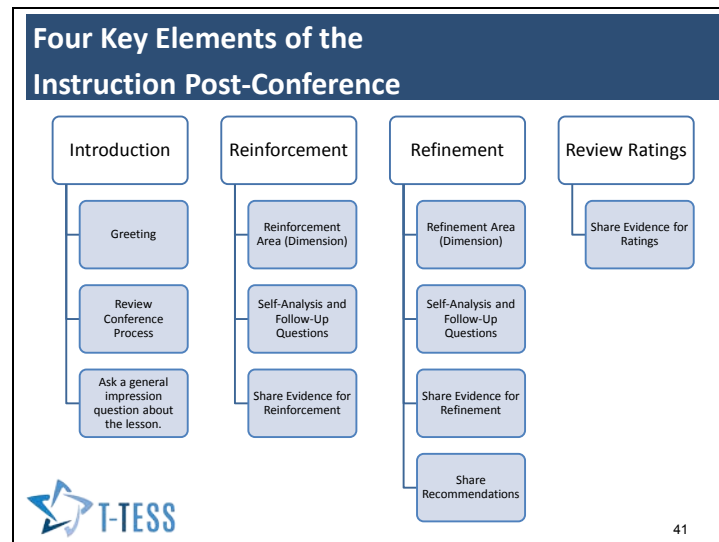 Four Key Elements of the
Instruction Post-Conference
Introduction
Greeting
Review
Conference
Process
Ask a general
impression
question about
the lesson.
Reinforcement
Reinforcement
Area (Dimension)
Self-Analysis and
Follow-Up
Questions
Share Evidence for
Reinforcement
Refinement
Refinement Area
(Dimension)
Self-Analysis and
Follow-Up
Questions
Share Evidence for
Refinement
Share
Recommendations
Review Ratings
Share Evidence for
Ratings
T-TESS
41